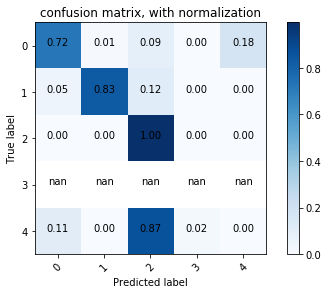 confusion matrix, with normalization
True label
0
0.72 0.01 0.09 0.00 0.18
1
0.05 0.83 0.12 0.00 0.00
2
0.00 0.00 1.00 0.00 0.00
3
nan nan nan nan nan
4
0.11 0.00 0.87 0.02 0.00
0 1 2 3 4
Predicted label
0.8
0.6
0.4
0.2
0.0